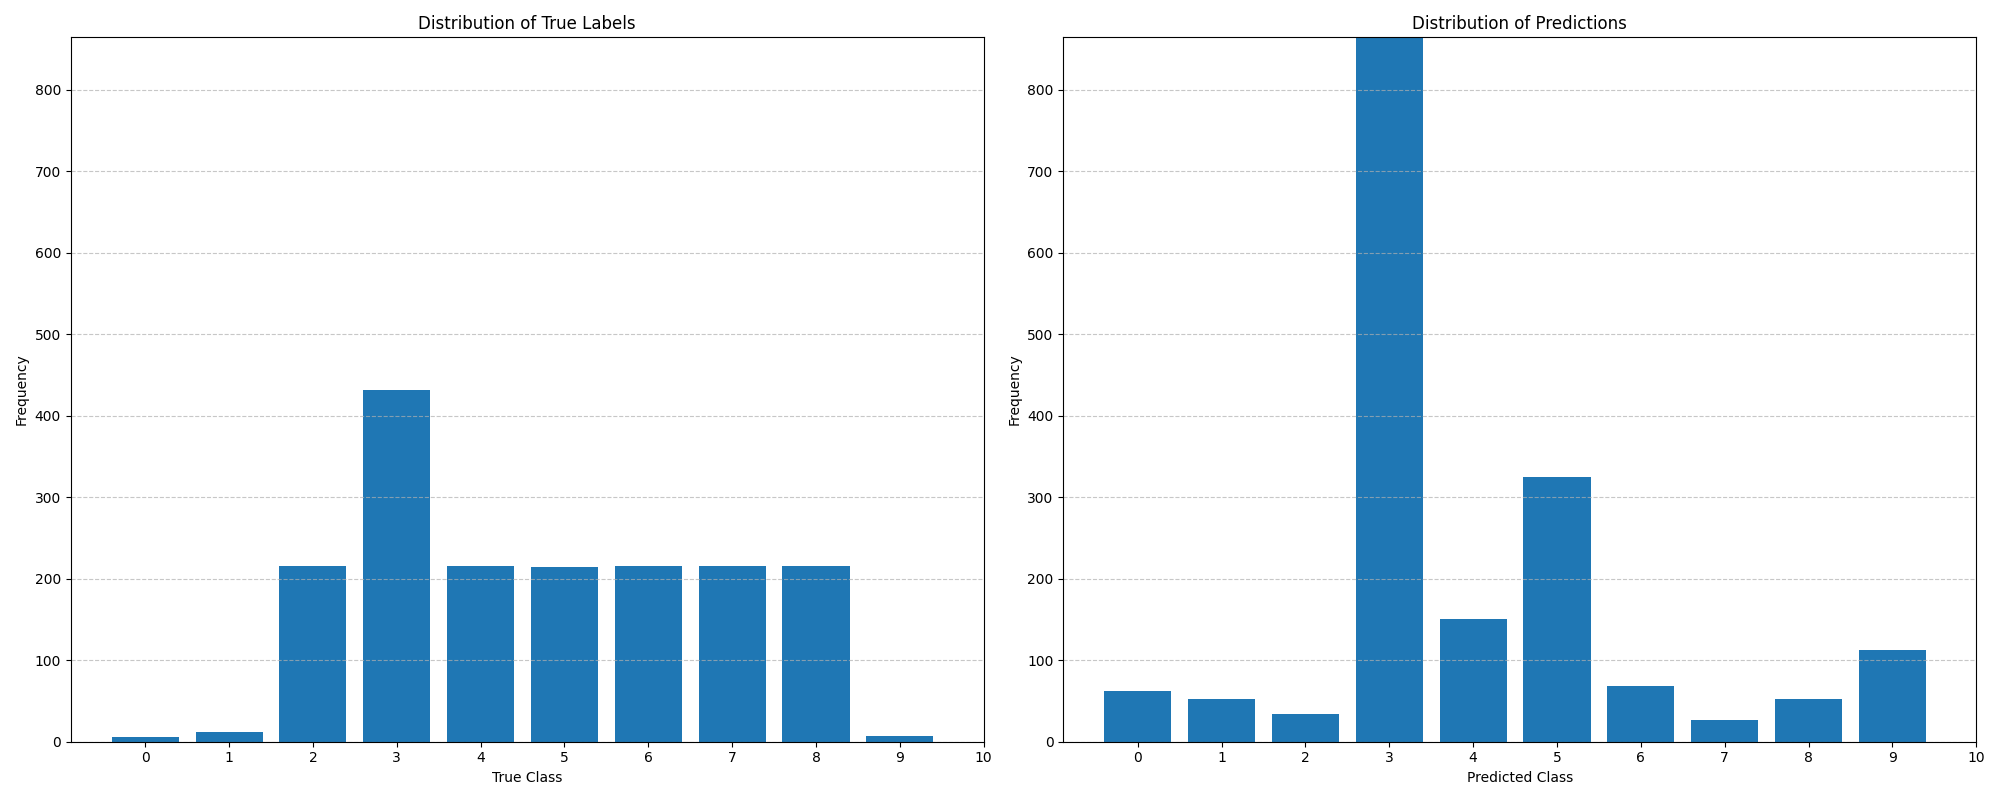 Distribution of True Labels
800
700
600
500
400
300
200
100
0
Frequency
0 1 2 3 4 5 6 7 8 9 10
True Class
Distribution of Predictions
800
700
600
500
400
300
200
100
0
Frequency
0 1 2 3 4 5 6 7 8 9 10
Predicted Class